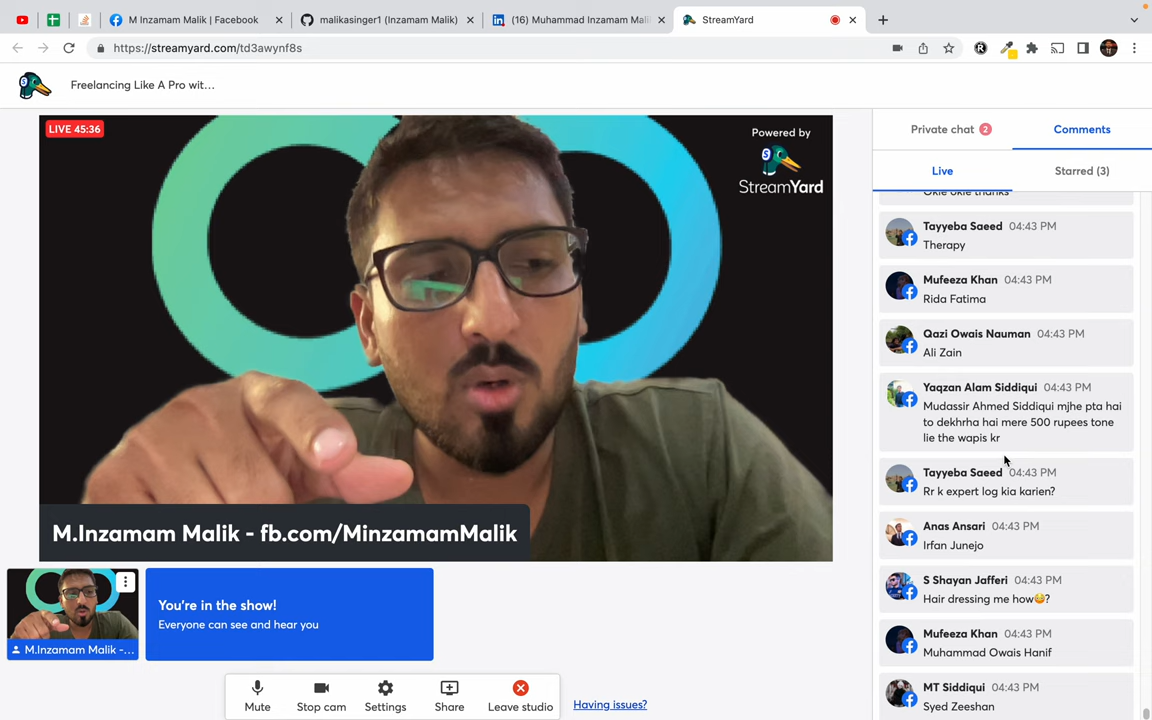 M Inzamam Malik | Facebook
malikasinger1 (Inzamam Malik)
(16) Muhammad Inzamam Mali
StreamYard
https://streamyard.com/td3awynf8s
Freelancing Like A Pro wit...
LIVE 45:36
Powered by
StreamYard
M.Inzamam Malik - fb.com/MinzamamMalik
M.Inzamam Malik -...
You're in the show!
Everyone can see and hear you
Mute
Stop cam
Settings
Share
Leave studio
Having issues?
Private chat 2
Comments
Live
Starred (3)
Okie okie thanks
Tayyeba Saeed 04:43 PM
Therapy
Mufeeza Khan 04:43 PM
Rida Fatima
Qazi Owais Nauman 04:43 PM
Ali Zain
Yaqzan Alam Siddiqui 04:43 PM
Mudassir Ahmed Siddiqui mjhe pta hai
to dekhrha hai mere 500 rupees tone
lie the wapis kr
Tayyeba Saeed 04:43 PM
Rr k expert log kia karien?
Anas Ansari 04:43 PM
Irfan Junejo
S Shayan Jafferi 04:43 PM
Hair dressing me how😋?
Mufeeza Khan 04:43 PM
Muhammad Owais Hanif
MT Siddiqui 04:43 PM
Syed Zeeshan